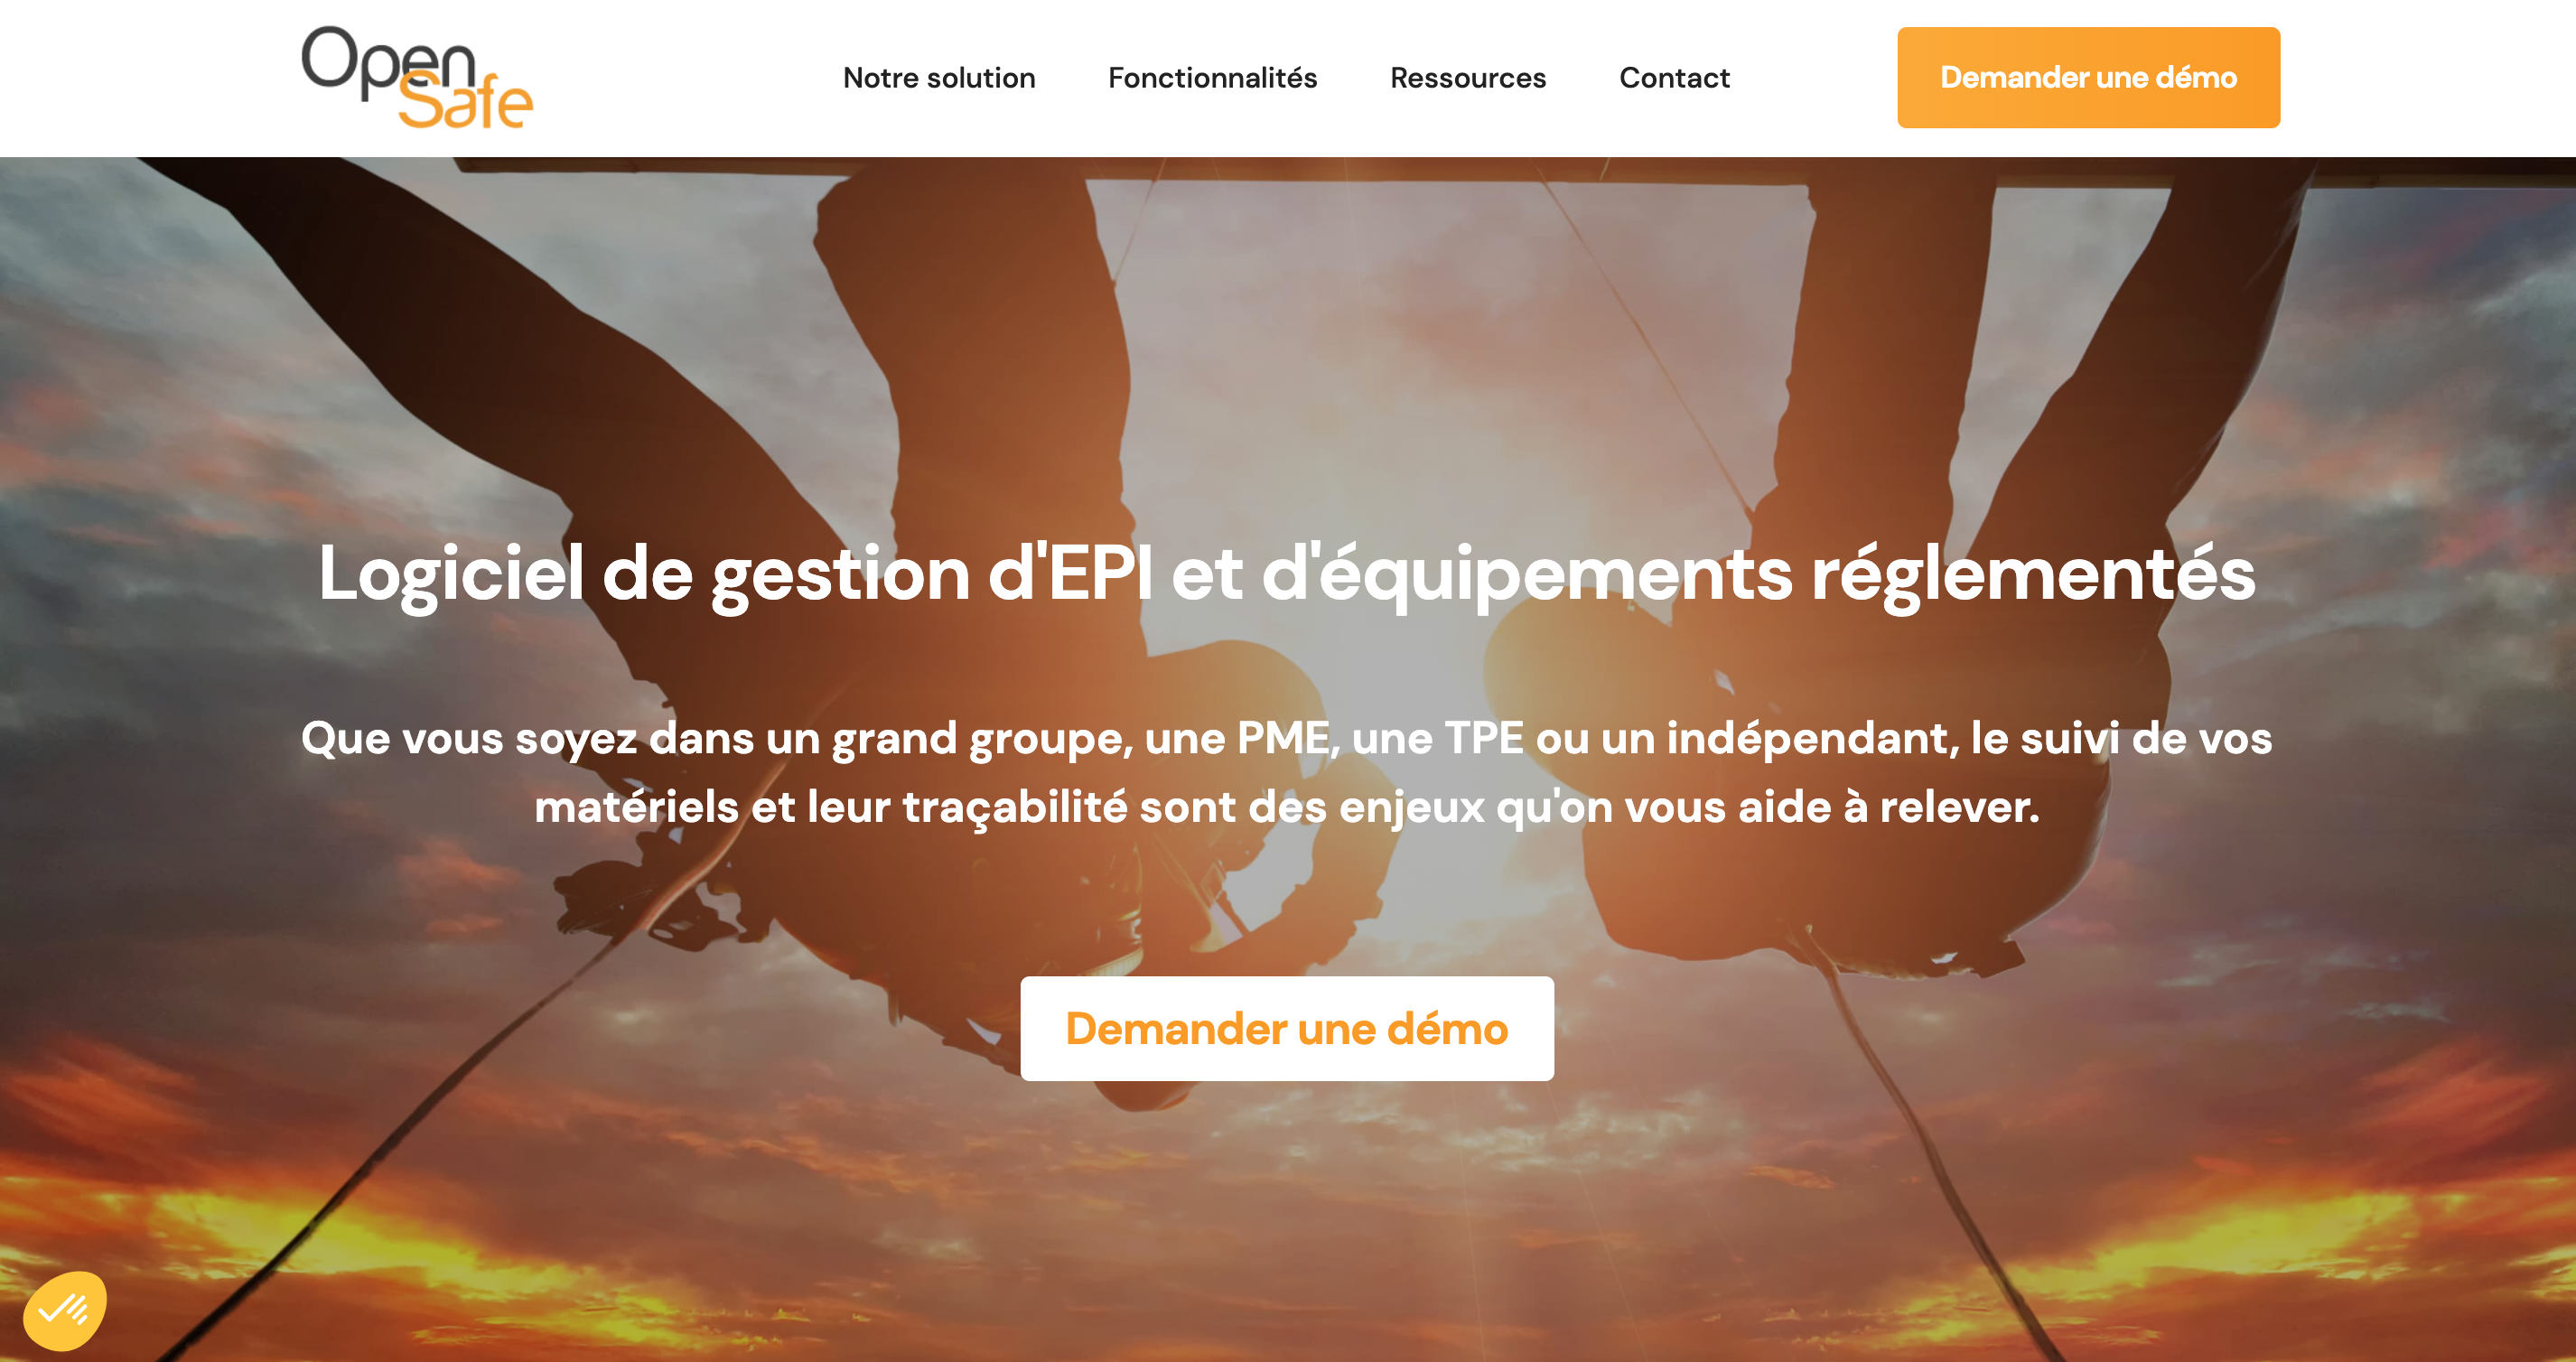 Open
Safe
Notre solution
Fonctionnalités
Ressources
Contact
Demander une démo
Logiciel de gestion d'EPI et d'équipements réglementés
Que vous soyez dans un grand groupe, une PME, une TPE ou un indépendant, le suivi de vos
matériels et leur traçabilité sont des enjeux qu'on vous aide à relever.
Demander une démo